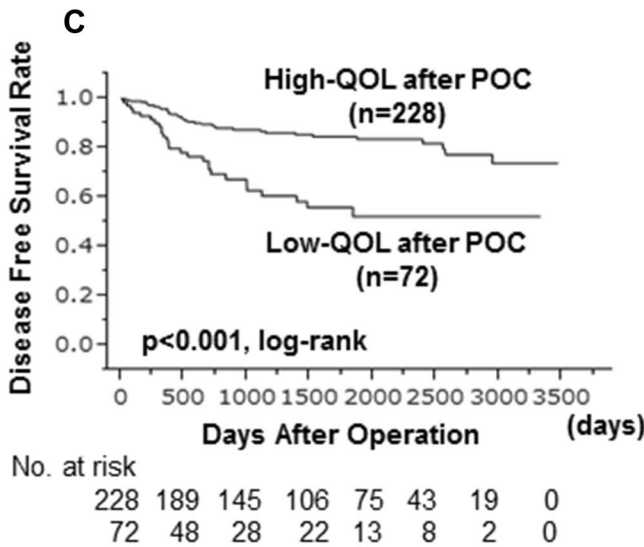 C
Disease Free Survival Rate
High-QOL after POC
(n=228)
1.0
0.8
0.6
0.4
0.2
0.0
Low-QOL after POC
(n=72)
p<0.001, log-rank
0 500 1000 1500 2000 2500 3000 3500
Days After Operation (days)
No. at risk
228 189 145 106 75 43 19 0
72 48 28 22 13 8 2 0